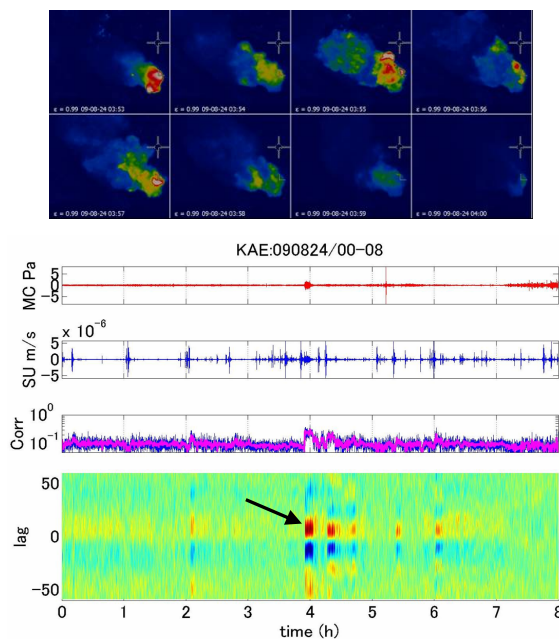 ε = 0.99 09-08-24 03:53
ε = 0.99 09-08-24 03:54
ε = 0.99 09-08-24 03:55
ε = 0.99 09-08-24 03:56
ε = 0.99 09-08-24 03:57
ε = 0.99 09-08-24 03:58
ε = 0.99 09-08-24 03:59
ε = 0.99 09-08-24 04:00
KAE:090824/00-08
MC Pa
5
0
-5
x 10⁻⁶
SU m/s
5
0
-5
Corr
10⁰
10⁻¹
lag
50
0
-50
0 1 2 3 4 5 6 7 8
time (h)